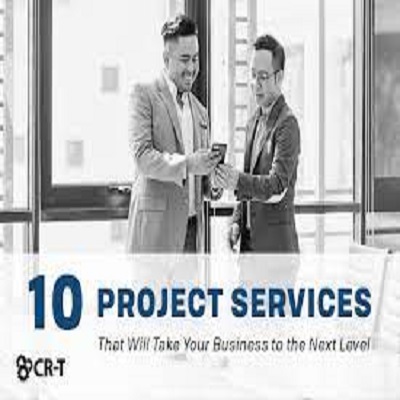 10 PROJECT SERVICES
That Will Take Your Business to the Next Level
CR-T